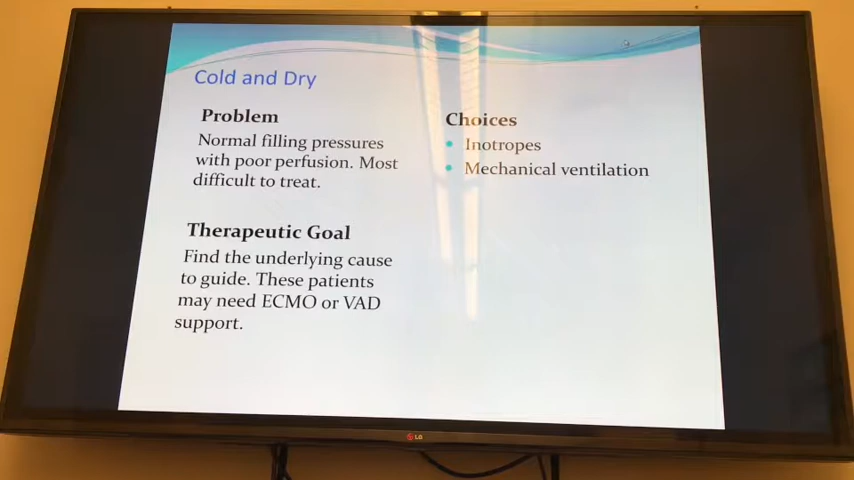 Cold and Dry
Problem
Normal filling pressures
with poor perfusion. Most
difficult to treat.
Therapeutic Goal
Find the underlying cause
to guide. These patients
may need ECMO or VAD
support.
Choices
• Inotropes
• Mechanical ventilation
LG